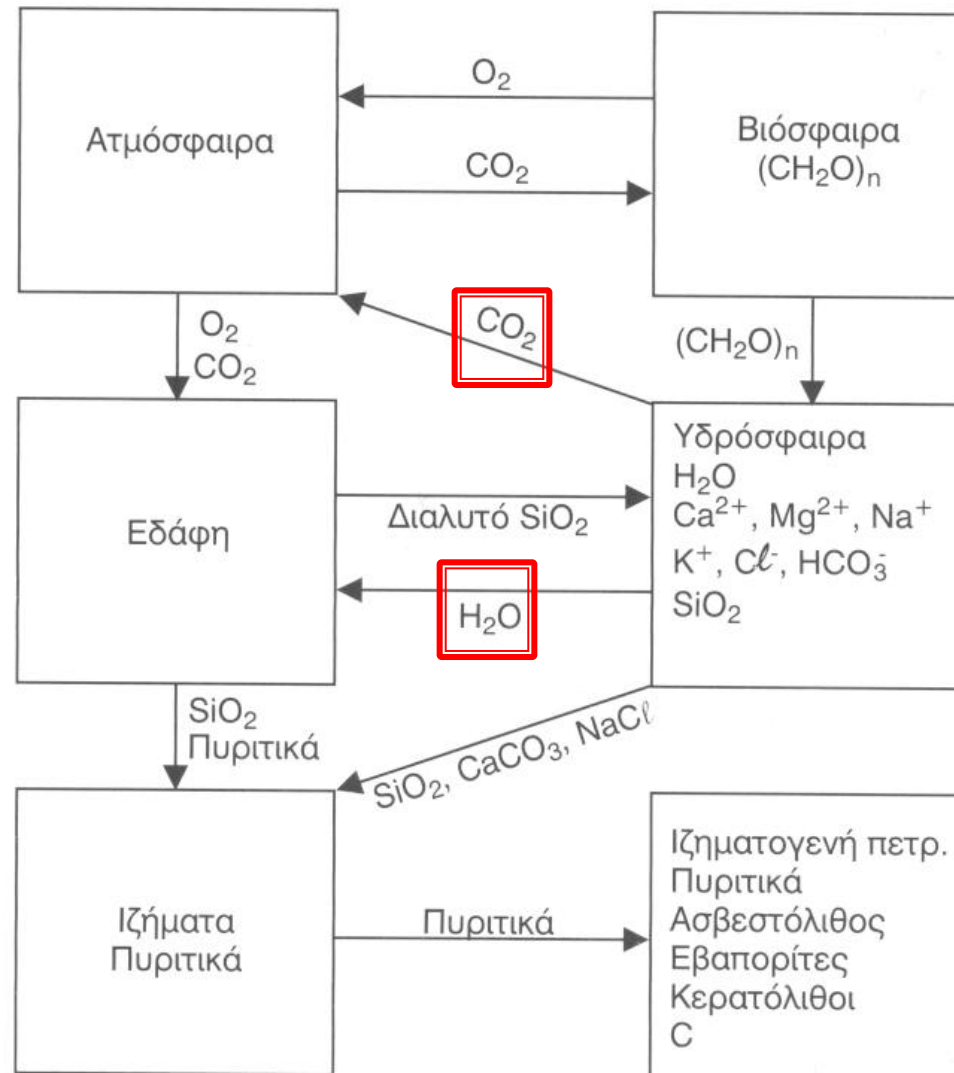 Ατμόσφαιρα
O₂
CO₂
Βιόσφαιρα
(CH₂O)ₙ
O₂
CO₂
CO₂
(CH₂O)ₙ
Εδάφη
Διαλυτό SiO₂
H₂O
Υδρόσφαιρα
H₂O
Ca²⁺, Mg²⁺, Na⁺
K⁺, Cℓ⁻, HCO₃⁻
SiO₂
SiO₂
Πυριτικά
SiO₂, CaCO₃, NaCℓ
Ιζήματα
Πυριτικά
Πυριτικά
Ιζηματογενή πετρ.
Πυριτικά
Ασβεστόλιθος
Εβαπορίτες
Κερατόλιθοι
C